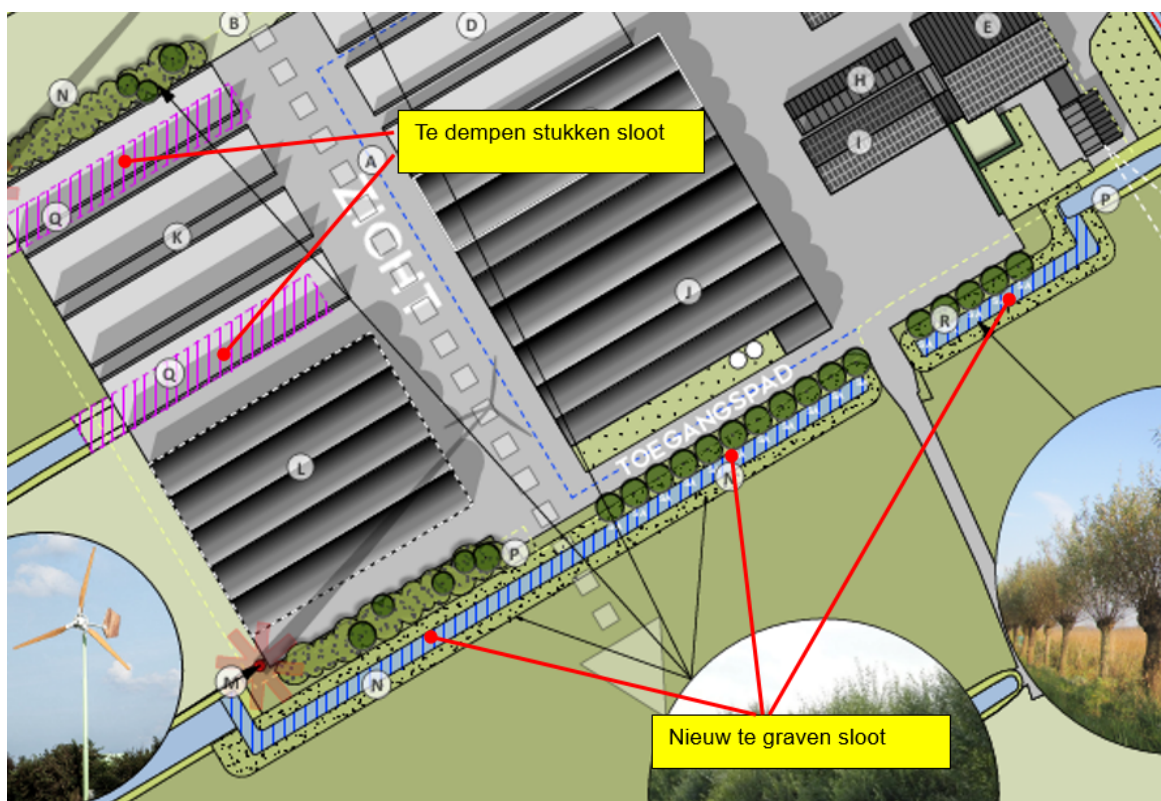 B
D
E
N
H
Te dempen stukken sloot
A
I
P
Q
K
ZICHT
J
R
Q
TOEGANGSPAD
L
N
P
M
N
Nieuw te graven sloot